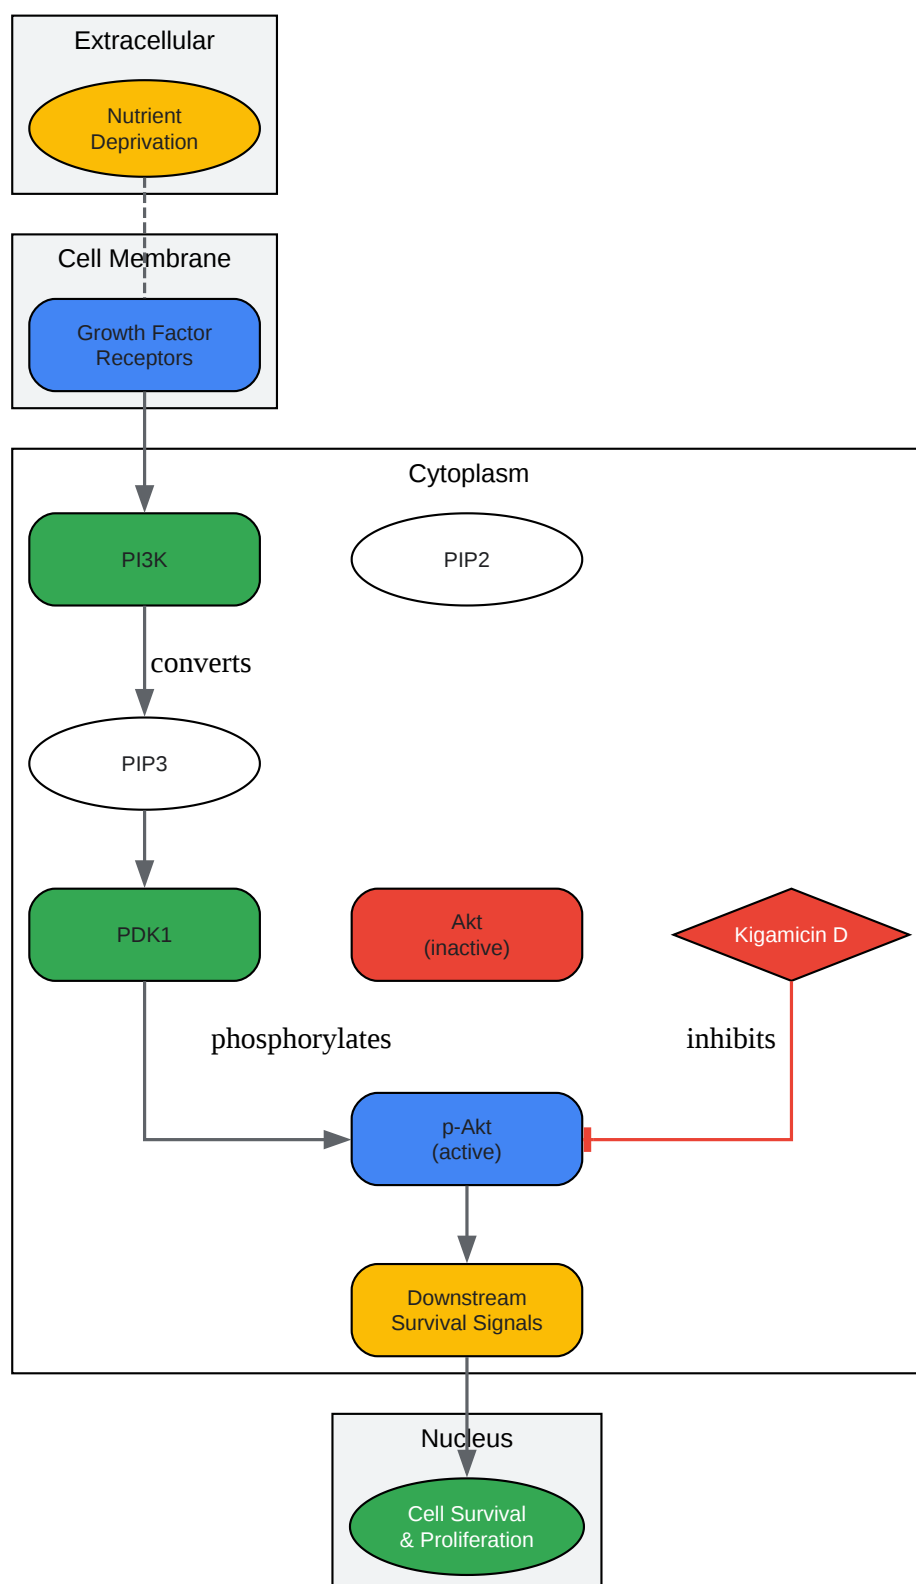 Extracellular
Nutrient
Deprivation
Cell Membrane
Growth Factor
Receptors
Cytoplasm
PI3K
PIP2
converts
PIP3
PDK1
Akt
(inactive)
Kigamicin D
phosphorylates
inhibits
p-Akt
(active)
Downstream
Survival Signals
Nucleus
Cell Survival
& Proliferation